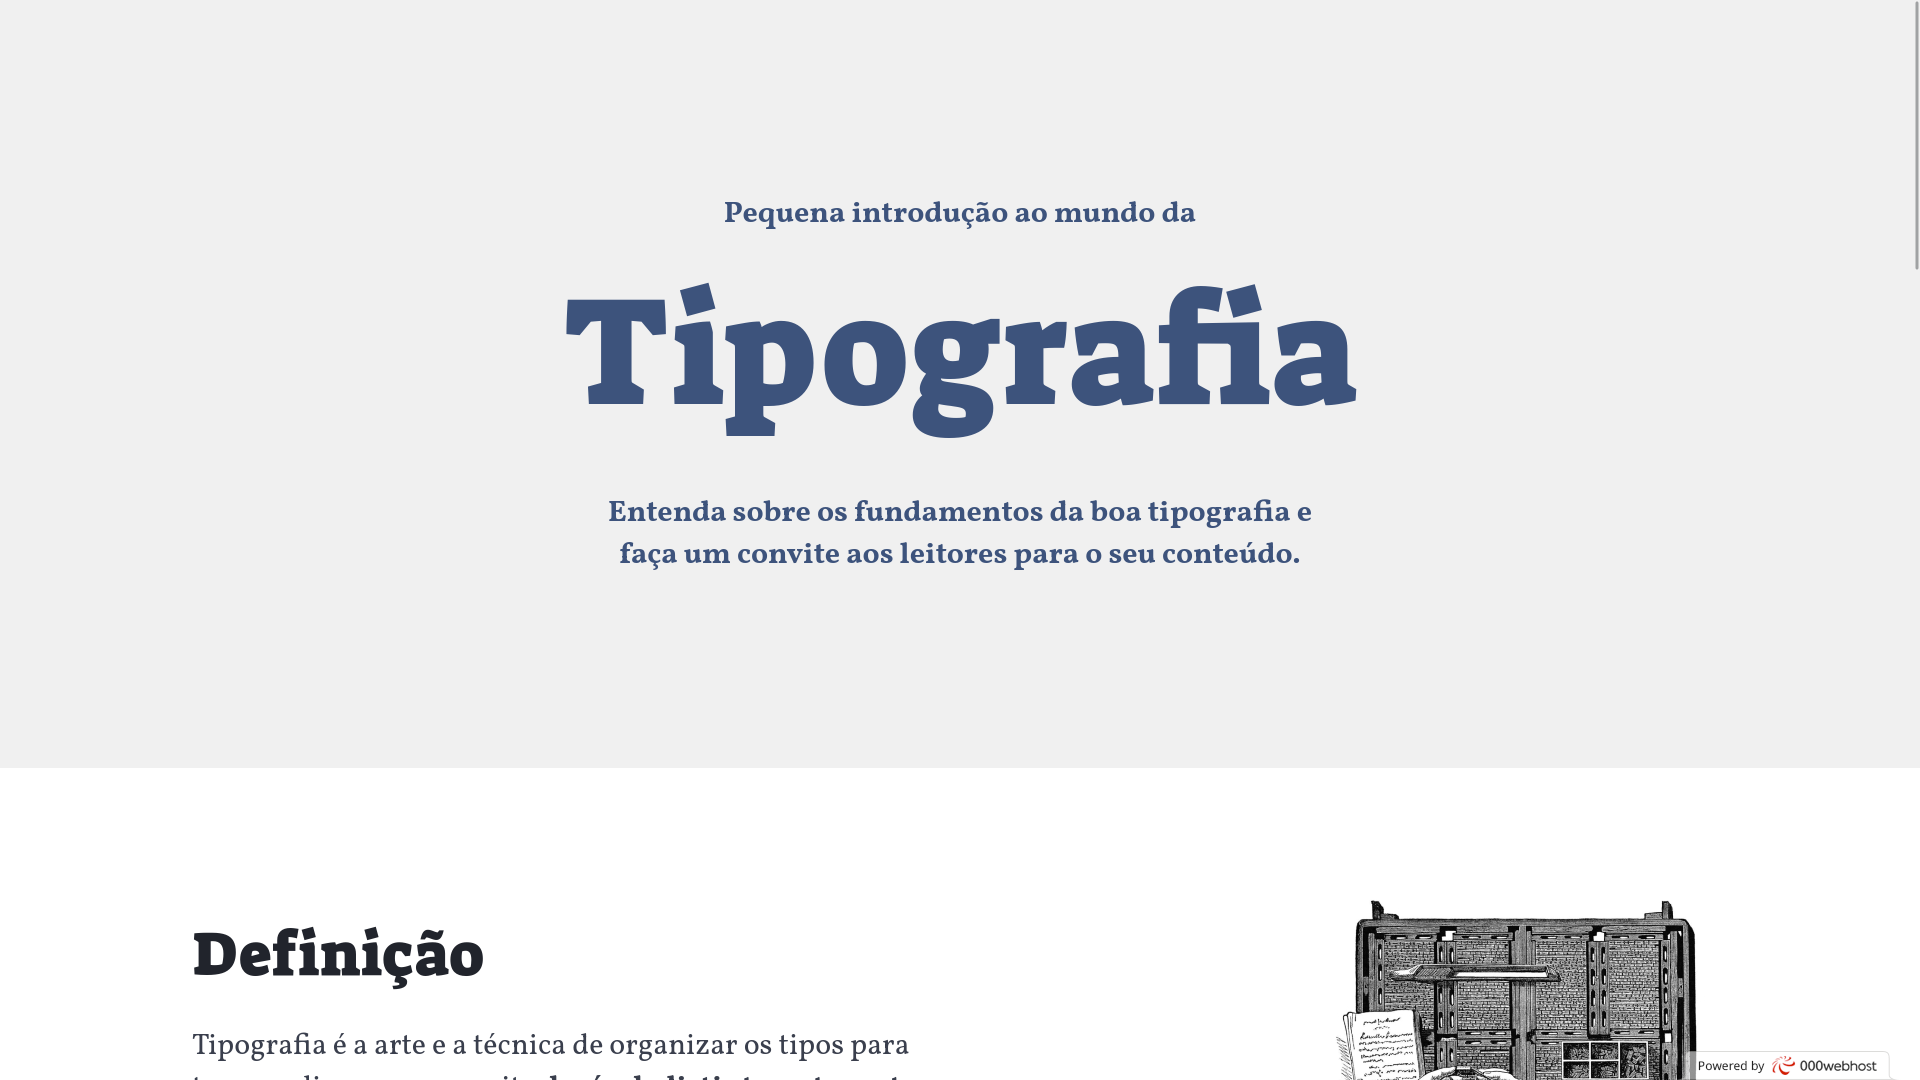 Pequena introdução ao mundo da
Tipografia
Entenda sobre os fundamentos da boa tipografia e
faça um convite aos leitores para o seu conteúdo.
Definição
Tipografia é a arte e a técnica de organizar os tipos para
Powered by 000webhost